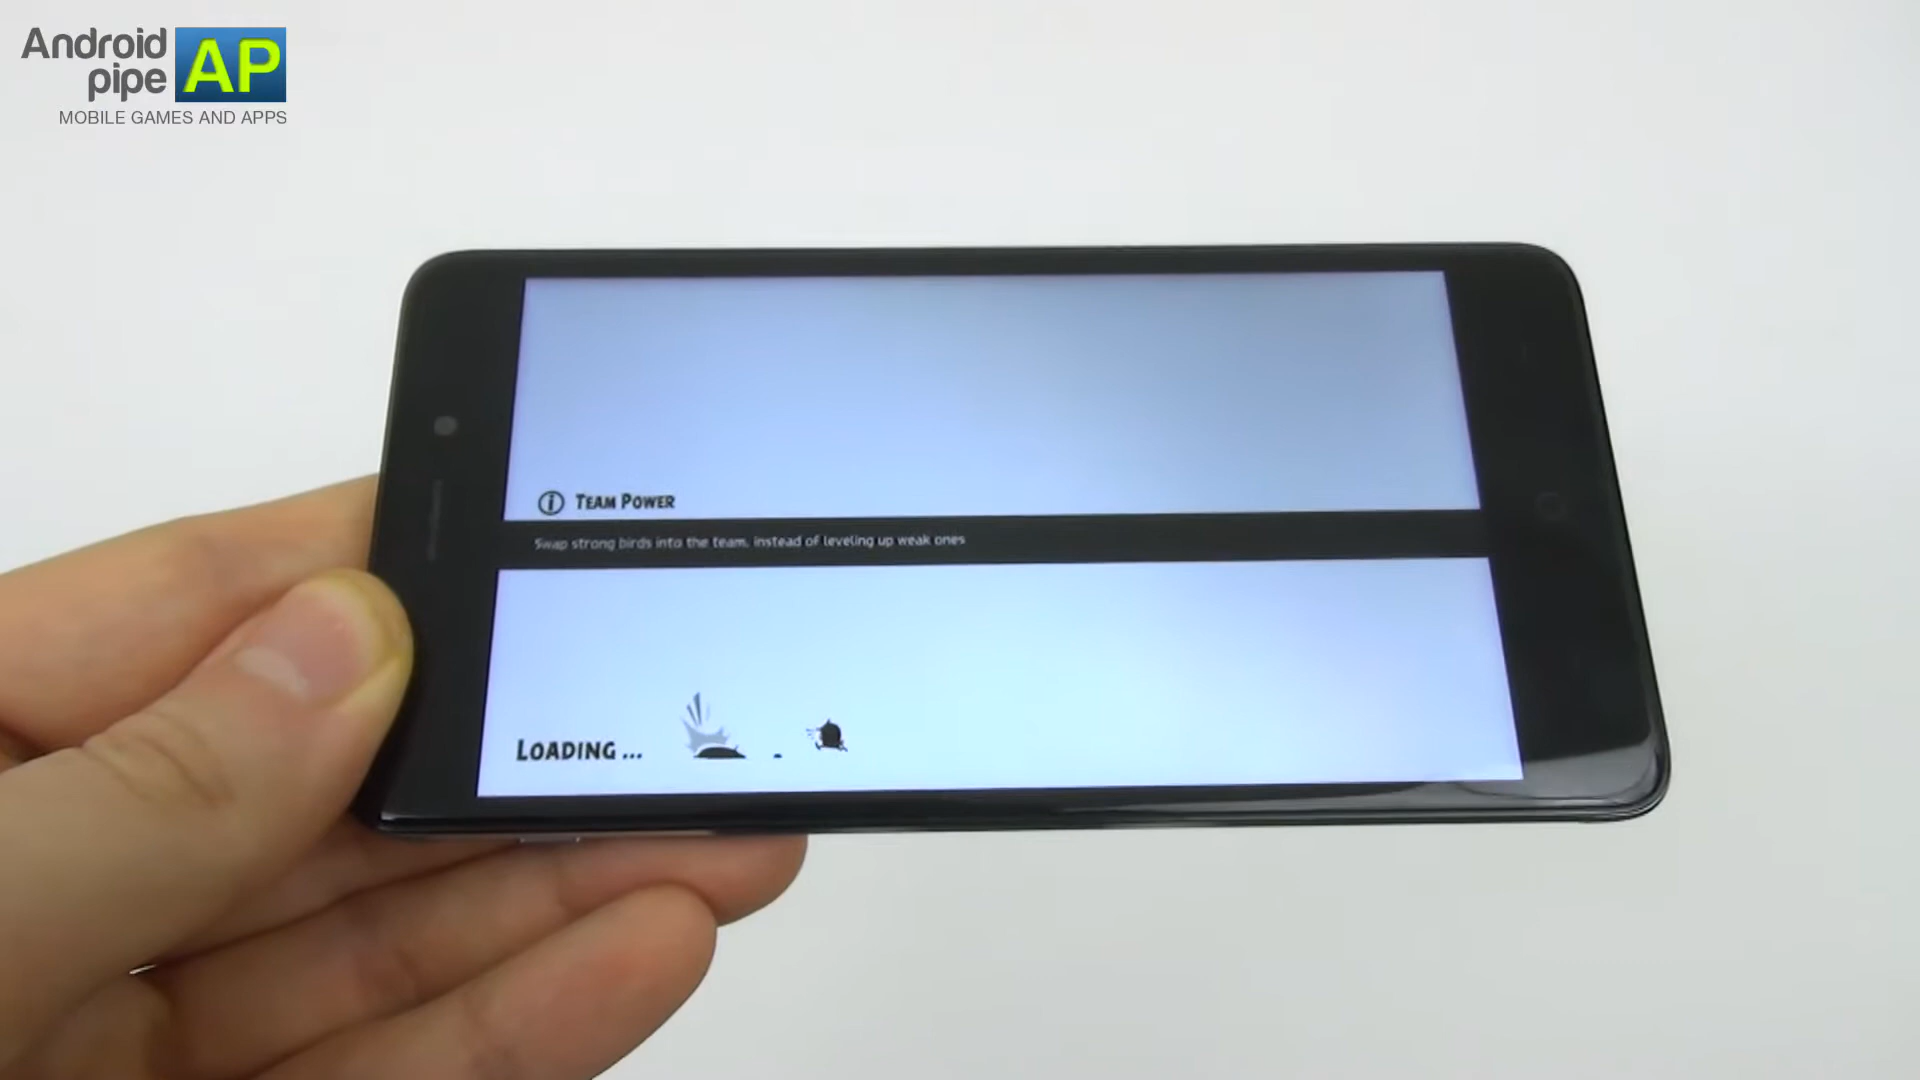 Android
pipe
AP
MOBILE GAMES AND APPS
i TEAM POWER
Swap strong birds into the team, instead of leveling up weak ones
LOADING ...